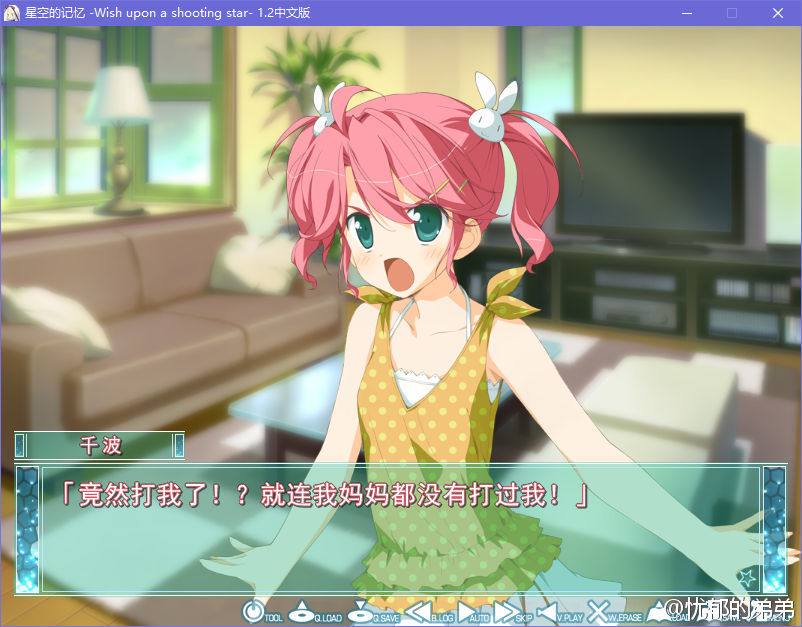 星空的记忆 -Wish upon a shooting star- 1.2中文版
千波
「竟然打我了！？就连我妈妈都没有打过我！」
TOOL Q.LOAD Q.SAVE B.LOG AUTO SKIP V.PLAY W.ERASE LOAD
@忧郁的弟弟